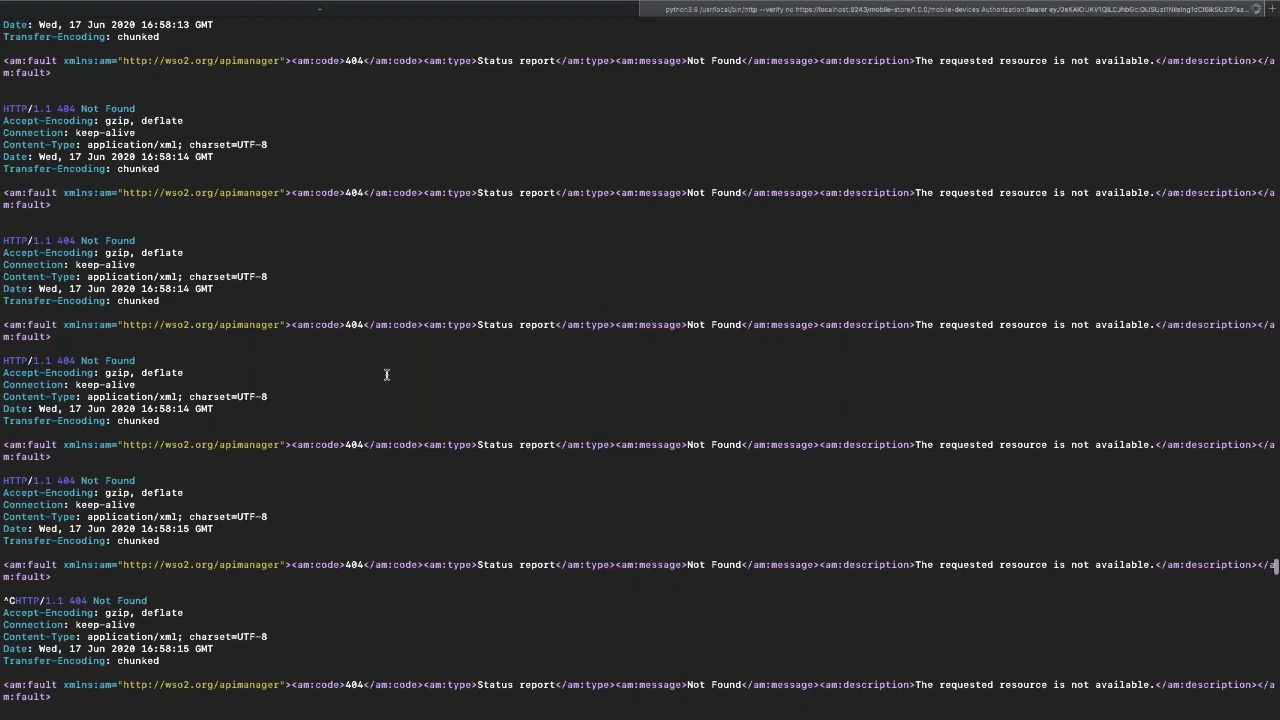 ~
python3.8 /usr/local/bin/http --verify no https://localhost:8243/mobile-store/1.0.0/mobile-devices Authorization:Bearer
Date: Wed, 17 Jun 2020 16:58:13 GMT
Transfer-Encoding: chunked
<am:fault xmlns:am="http://wso2.org/apimanager"><am:code>404</am:code><am:type>Status report</am:type><am:message>Not Found</am:message><am:description>The requested resource is not available.</am:description></a
m:fault>
HTTP/1.1 404 Not Found
Accept-Encoding: gzip, deflate
Connection: keep-alive
Content-Type: application/xml; charset=UTF-8
Date: Wed, 17 Jun 2020 16:58:14 GMT
Transfer-Encoding: chunked
<am:fault xmlns:am="http://wso2.org/apimanager"><am:code>404</am:code><am:type>Status report</am:type><am:message>Not Found</am:message><am:description>The requested resource is not available.</am:description></a
m:fault>
HTTP/1.1 404 Not Found
Accept-Encoding: gzip, deflate
Connection: keep-alive
Content-Type: application/xml; charset=UTF-8
Date: Wed, 17 Jun 2020 16:58:14 GMT
Transfer-Encoding: chunked
<am:fault xmlns:am="http://wso2.org/apimanager"><am:code>404</am:code><am:type>Status report</am:type><am:message>Not Found</am:message><am:description>The requested resource is not available.</am:description></a
m:fault>
HTTP/1.1 404 Not Found
Accept-Encoding: gzip, deflate
Connection: keep-alive
Content-Type: application/xml; charset=UTF-8
Date: Wed, 17 Jun 2020 16:58:14 GMT
Transfer-Encoding: chunked
<am:fault xmlns:am="http://wso2.org/apimanager"><am:code>404</am:code><am:type>Status report</am:type><am:message>Not Found</am:message><am:description>The requested resource is not available.</am:description></a
m:fault>
HTTP/1.1 404 Not Found
Accept-Encoding: gzip, deflate
Connection: keep-alive
Content-Type: application/xml; charset=UTF-8
Date: Wed, 17 Jun 2020 16:58:15 GMT
Transfer-Encoding: chunked
<am:fault xmlns:am="http://wso2.org/apimanager"><am:code>404</am:code><am:type>Status report</am:type><am:message>Not Found</am:message><am:description>The requested resource is not available.</am:description></a
m:fault>
^CHTTP/1.1 404 Not Found
Accept-Encoding: gzip, deflate
Connection: keep-alive
Content-Type: application/xml; charset=UTF-8
Date: Wed, 17 Jun 2020 16:58:15 GMT
Transfer-Encoding: chunked
<am:fault xmlns:am="http://wso2.org/apimanager"><am:code>404</am:code><am:type>Status report</am:type><am:message>Not Found</am:message><am:description>The requested resource is not available.</am:description></a
m:fault>